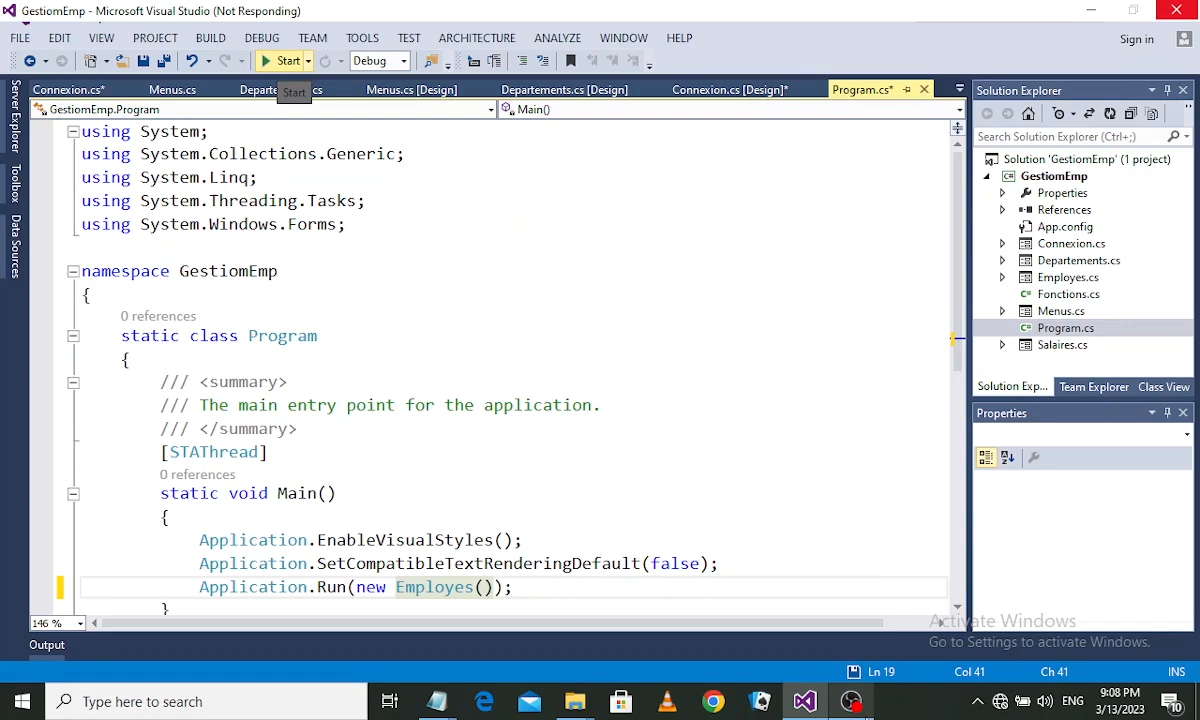 GestiomEmp - Microsoft Visual Studio (Not Responding)
FILE EDIT VIEW PROJECT BUILD DEBUG TEAM TOOLS TEST ARCHITECTURE ANALYZE WINDOW HELP
Sign in
Start Debug
Connexion.cs* Menus.cs Departe cs Menus.cs [Design] Departements.cs [Design] Connexion.cs [Design]* Program.cs*
Start
GestiomEmp.Program Main()
Server Explorer
Toolbox
Data Sources
using System;
using System.Collections.Generic;
using System.Linq;
using System.Threading.Tasks;
using System.Windows.Forms;
namespace GestiomEmp
{
0 references
static class Program
{
/// <summary>
/// The main entry point for the application.
/// </summary>
[STAThread]
0 references
static void Main()
{
Application.EnableVisualStyles();
Application.SetCompatibleTextRenderingDefault(false);
Application.Run(new Employes());
}
146 %
Output
Solution Explorer
Search Solution Explorer (Ctrl+;)
Solution 'GestiomEmp' (1 project)
GestiomEmp
Properties
References
App.config
Connexion.cs
Departements.cs
Employes.cs
Fonctions.cs
Menus.cs
Program.cs
Salaires.cs
Solution Exp... Team Explorer Class View
Properties
Activate Windows
Go to Settings to activate Windows.
Ln 19 Col 41 Ch 41 INS
Type here to search
ENG
9:08 PM
3/13/2023
10